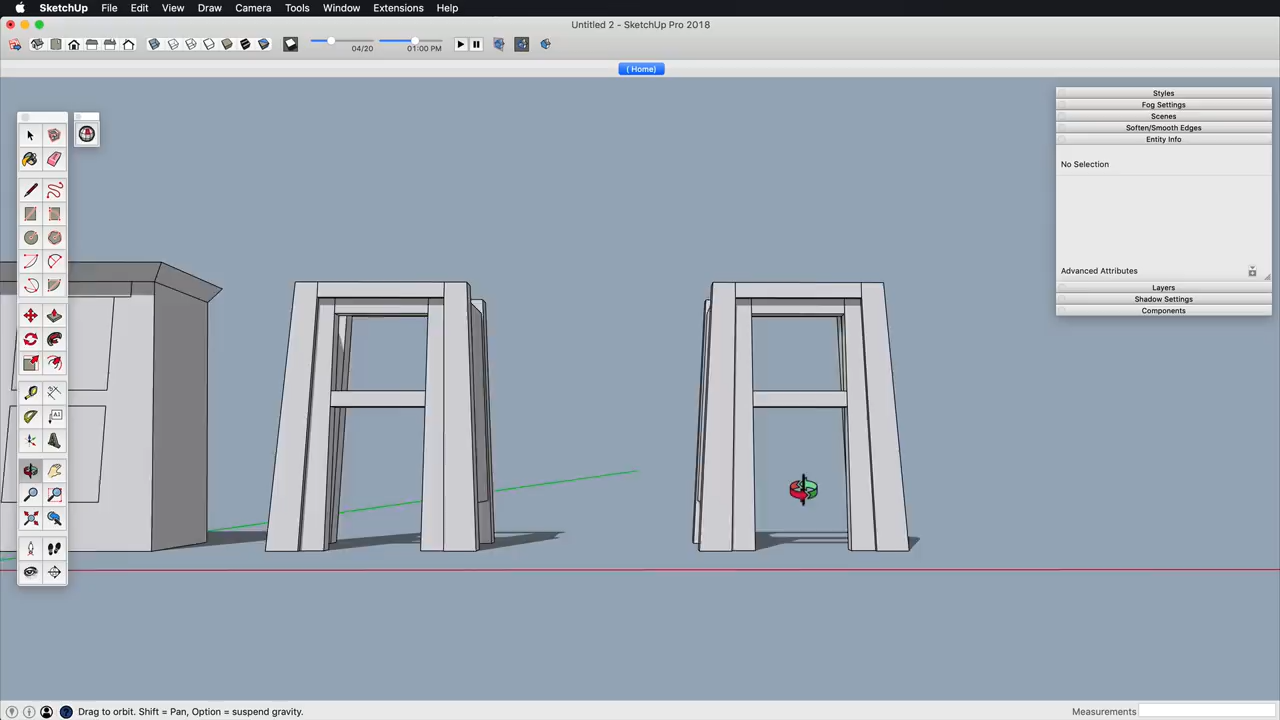 SketchUp File Edit View Draw Camera Tools Window Extensions Help
Untitled 2 - SketchUp Pro 2018
04/20 01:00 PM
( Home)
Styles
Fog Settings
Scenes
Soften/Smooth Edges
Entity Info
No Selection
Advanced Attributes
Layers
Shadow Settings
Components
A1
Drag to orbit. Shift = Pan, Option = suspend gravity.
Measurements